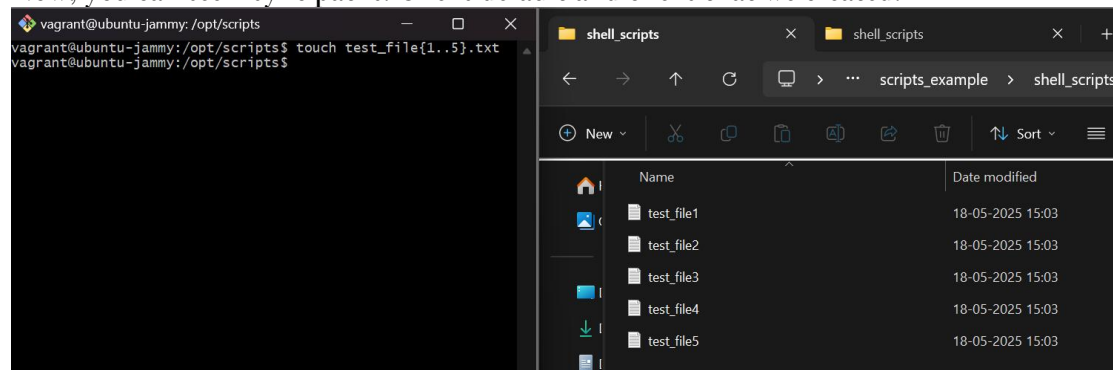 vagrant@ubuntu-jammy: /opt/scripts
vagrant@ubuntu-jammy:/opt/scripts$ touch test_file{1..5}.txt
vagrant@ubuntu-jammy:/opt/scripts$
shell_scripts
shell_scripts
scripts_example > shell_scripts
New
Sort
Name Date modified
test_file1 18-05-2025 15:03
test_file2 18-05-2025 15:03
test_file3 18-05-2025 15:03
test_file4 18-05-2025 15:03
test_file5 18-05-2025 15:03